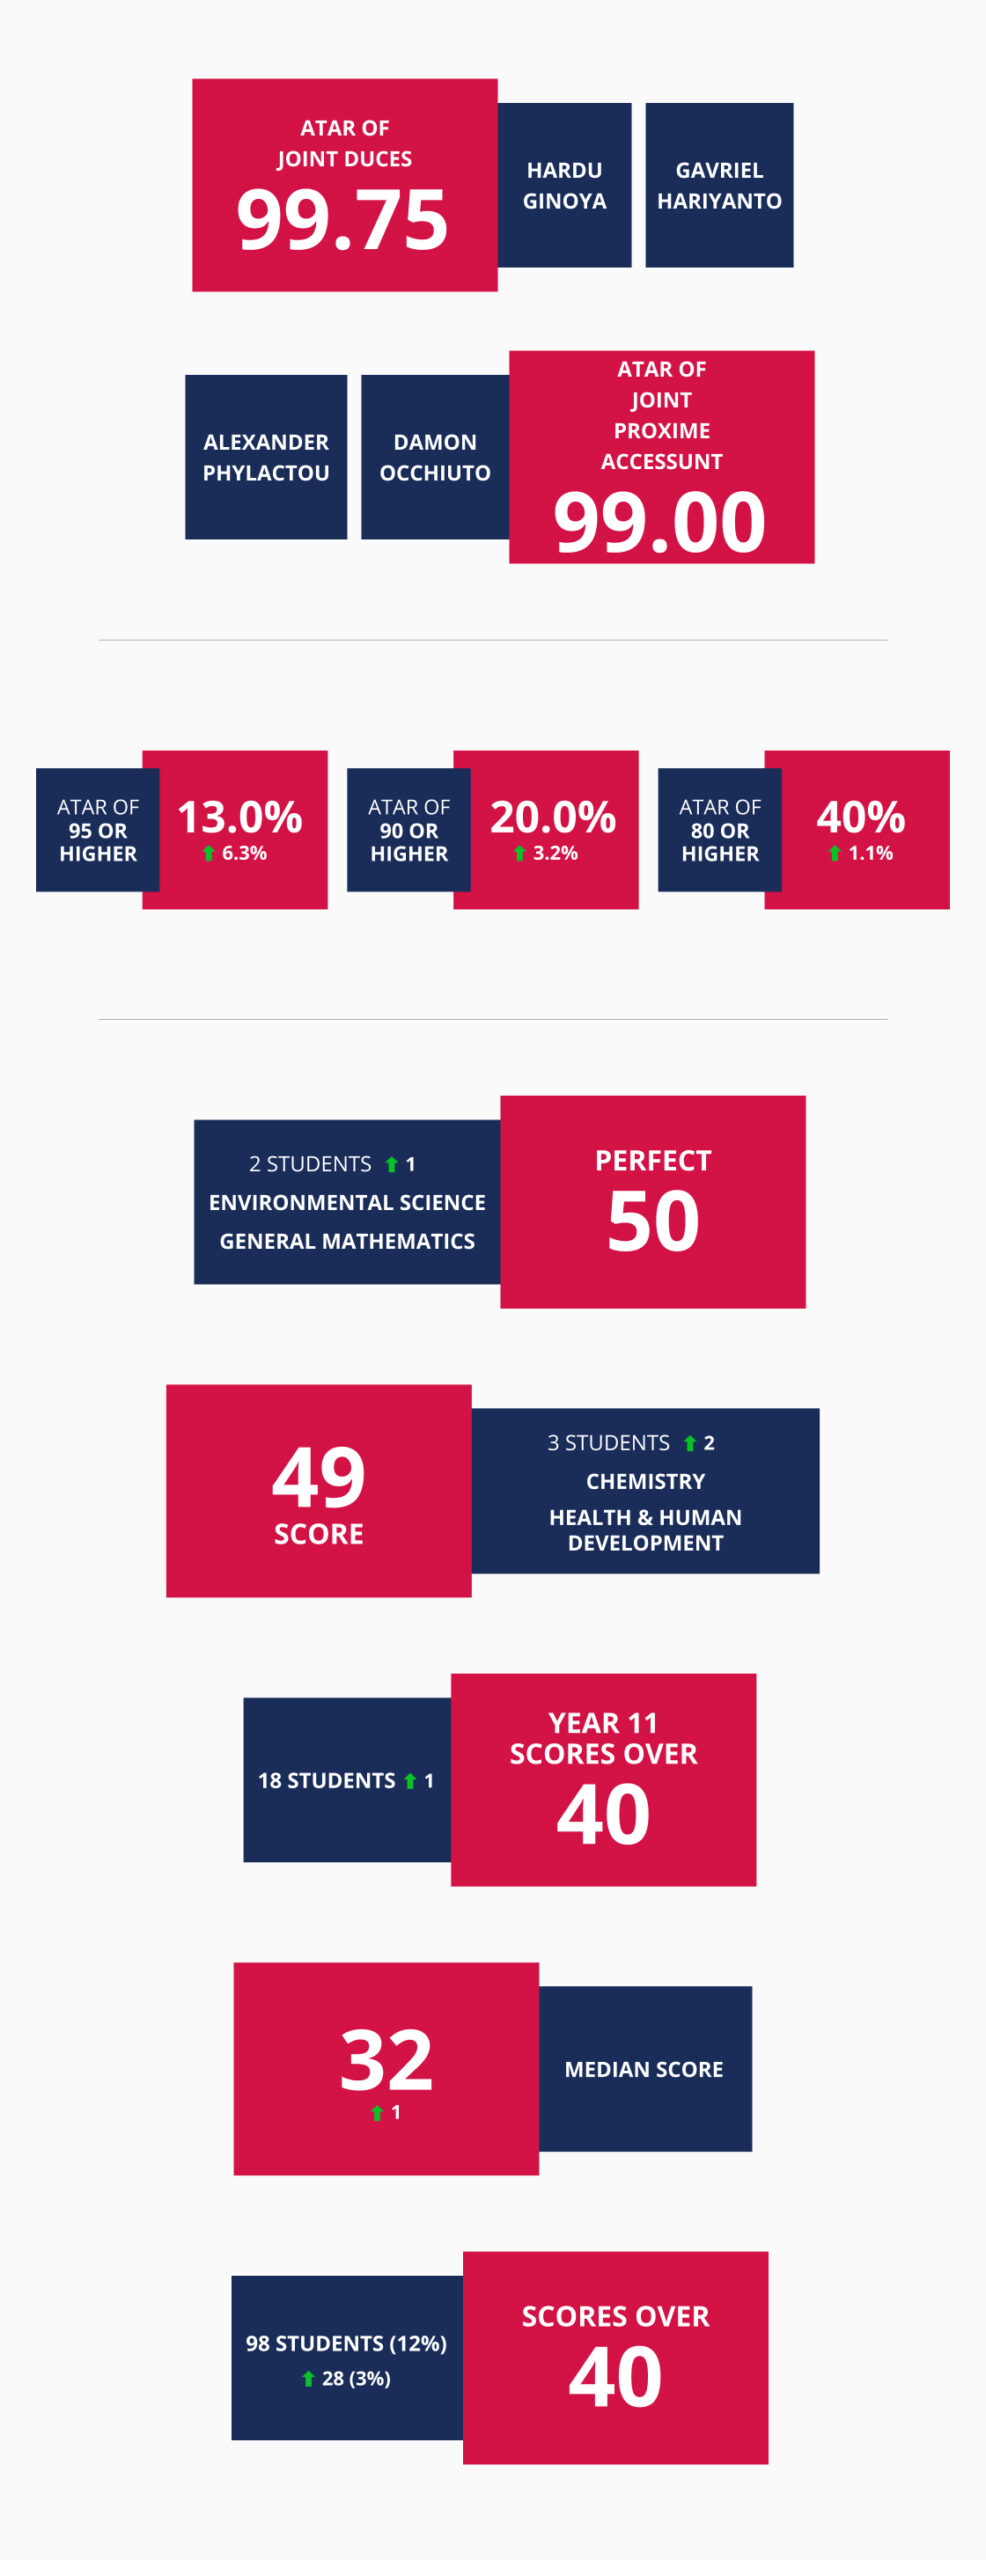 ATAR OF
JOINT DUCES
99.75
HARDU
GINOYA
GAVRIEL
HARIYANTO
ALEXANDER
PHYLACTOU
DAMON
OCCHIUTO
ATAR OF
JOINT
PROXIME
ACCESSUNT
99.00
ATAR OF
95 OR
HIGHER
13.0%
6.3%
ATAR OF
90 OR
HIGHER
20.0%
3.2%
ATAR OF
80 OR
HIGHER
40%
1.1%
2 STUDENTS 1
ENVIRONMENTAL SCIENCE
GENERAL MATHEMATICS
PERFECT
50
49
SCORE
3 STUDENTS 2
CHEMISTRY
HEALTH & HUMAN
DEVELOPMENT
18 STUDENTS 1
YEAR 11
SCORES OVER
40
32
1
MEDIAN SCORE
98 STUDENTS (12%)
28 (3%)
SCORES OVER
40